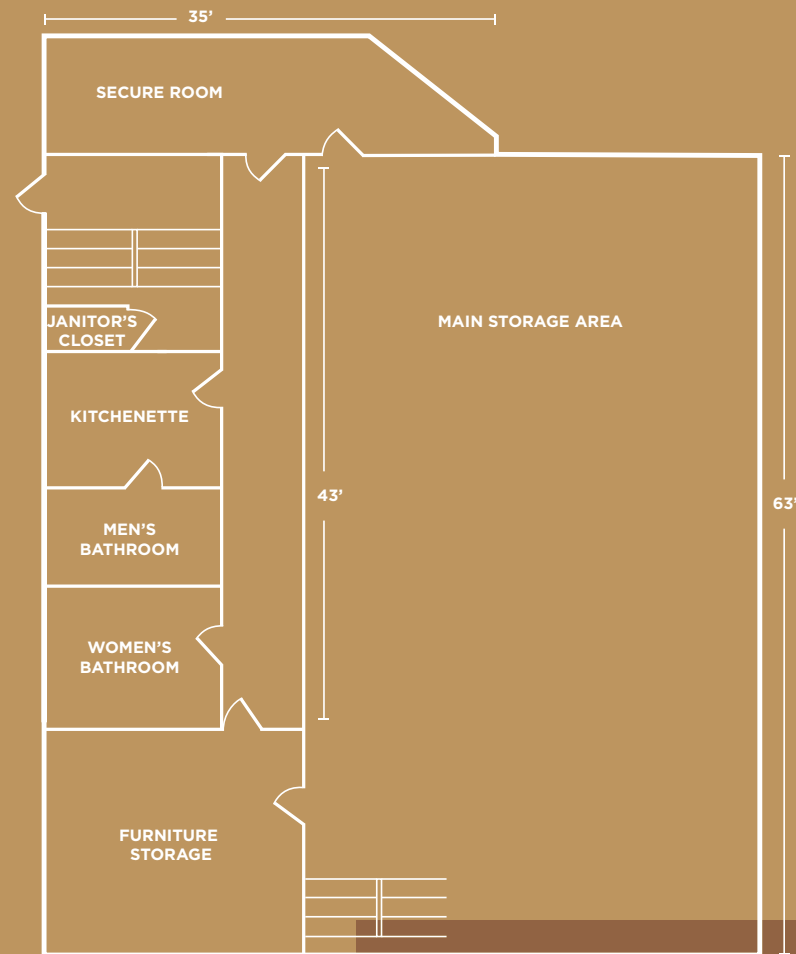 35’
SECURE ROOM
JANITOR’S
CLOSET
MAIN STORAGE AREA
KITCHENETTE
43’
63’
MEN’S
BATHROOM
WOMEN’S
BATHROOM
FURNITURE
STORAGE